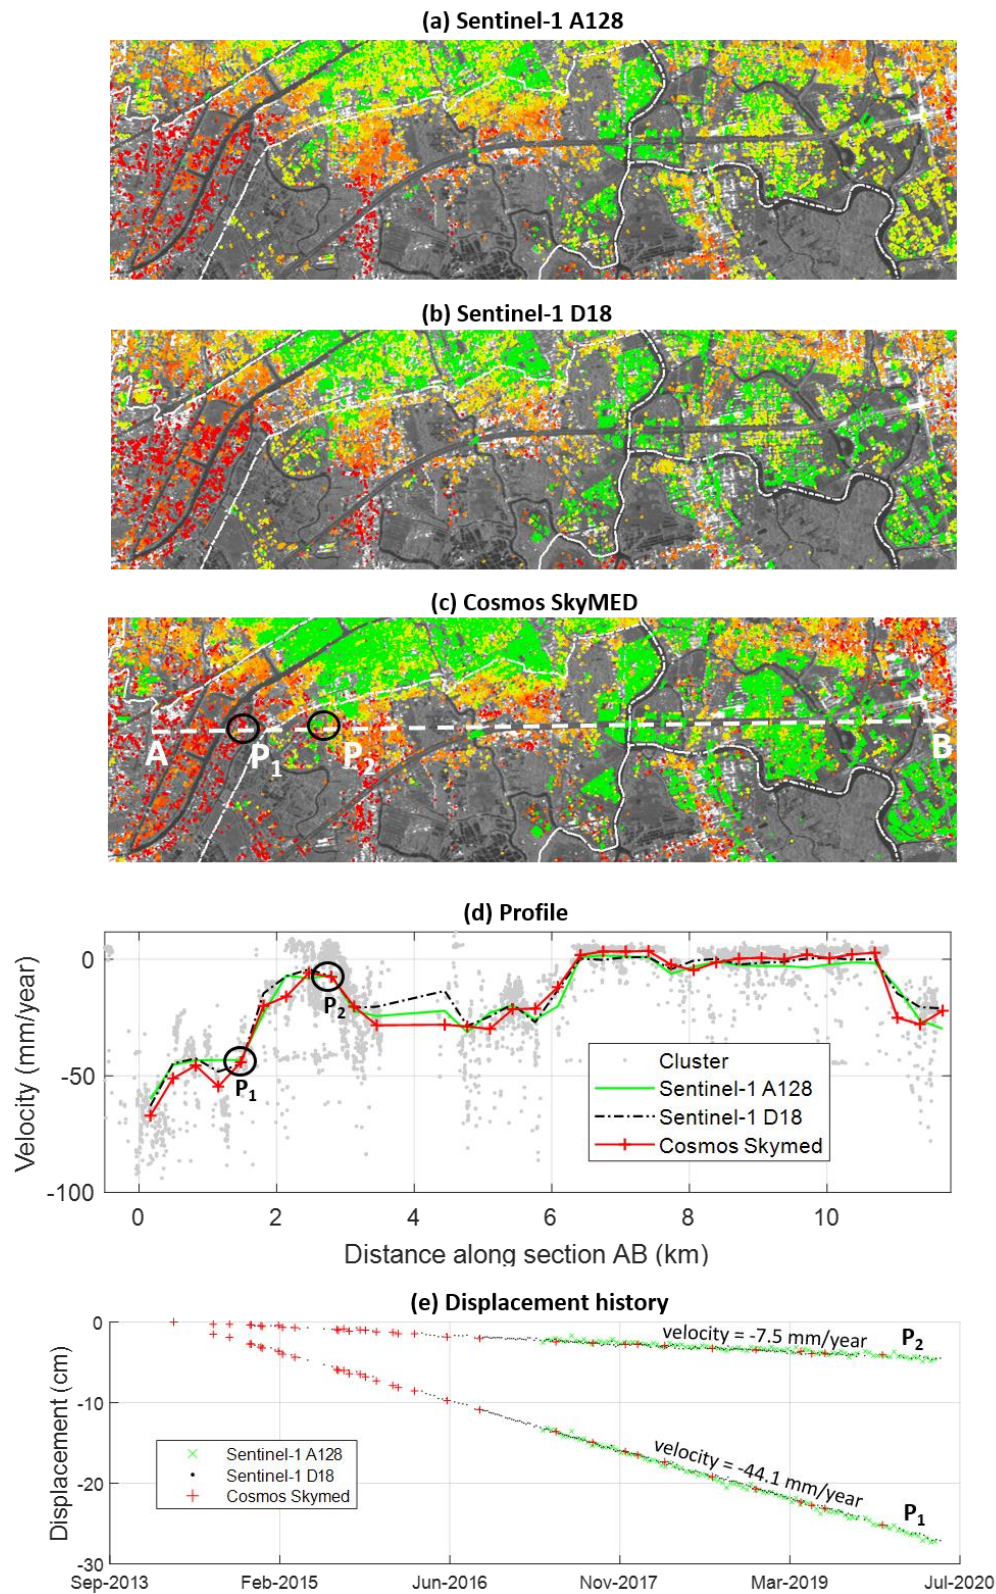 (a) Sentinel-1 A128
(b) Sentinel-1 D18
(c) Cosmos SkyMED
A P1 P2 B
(d) Profile
Velocity (mm/year)
0
-50
-100
P2
P1
Cluster
Sentinel-1 A128
Sentinel-1 D18
Cosmos Skymed
0 2 4 6 8 10
Distance along section AB (km)
(e) Displacement history
Displacement (cm)
0
-10
-20
-30
velocity = -7.5 mm/year
P2
velocity = -44.1 mm/year
P1
Sentinel-1 A128
Sentinel-1 D18
Cosmos Skymed
Sep-2013 Feb-2015 Jun-2016 Nov-2017 Mar-2019 Jul-2020